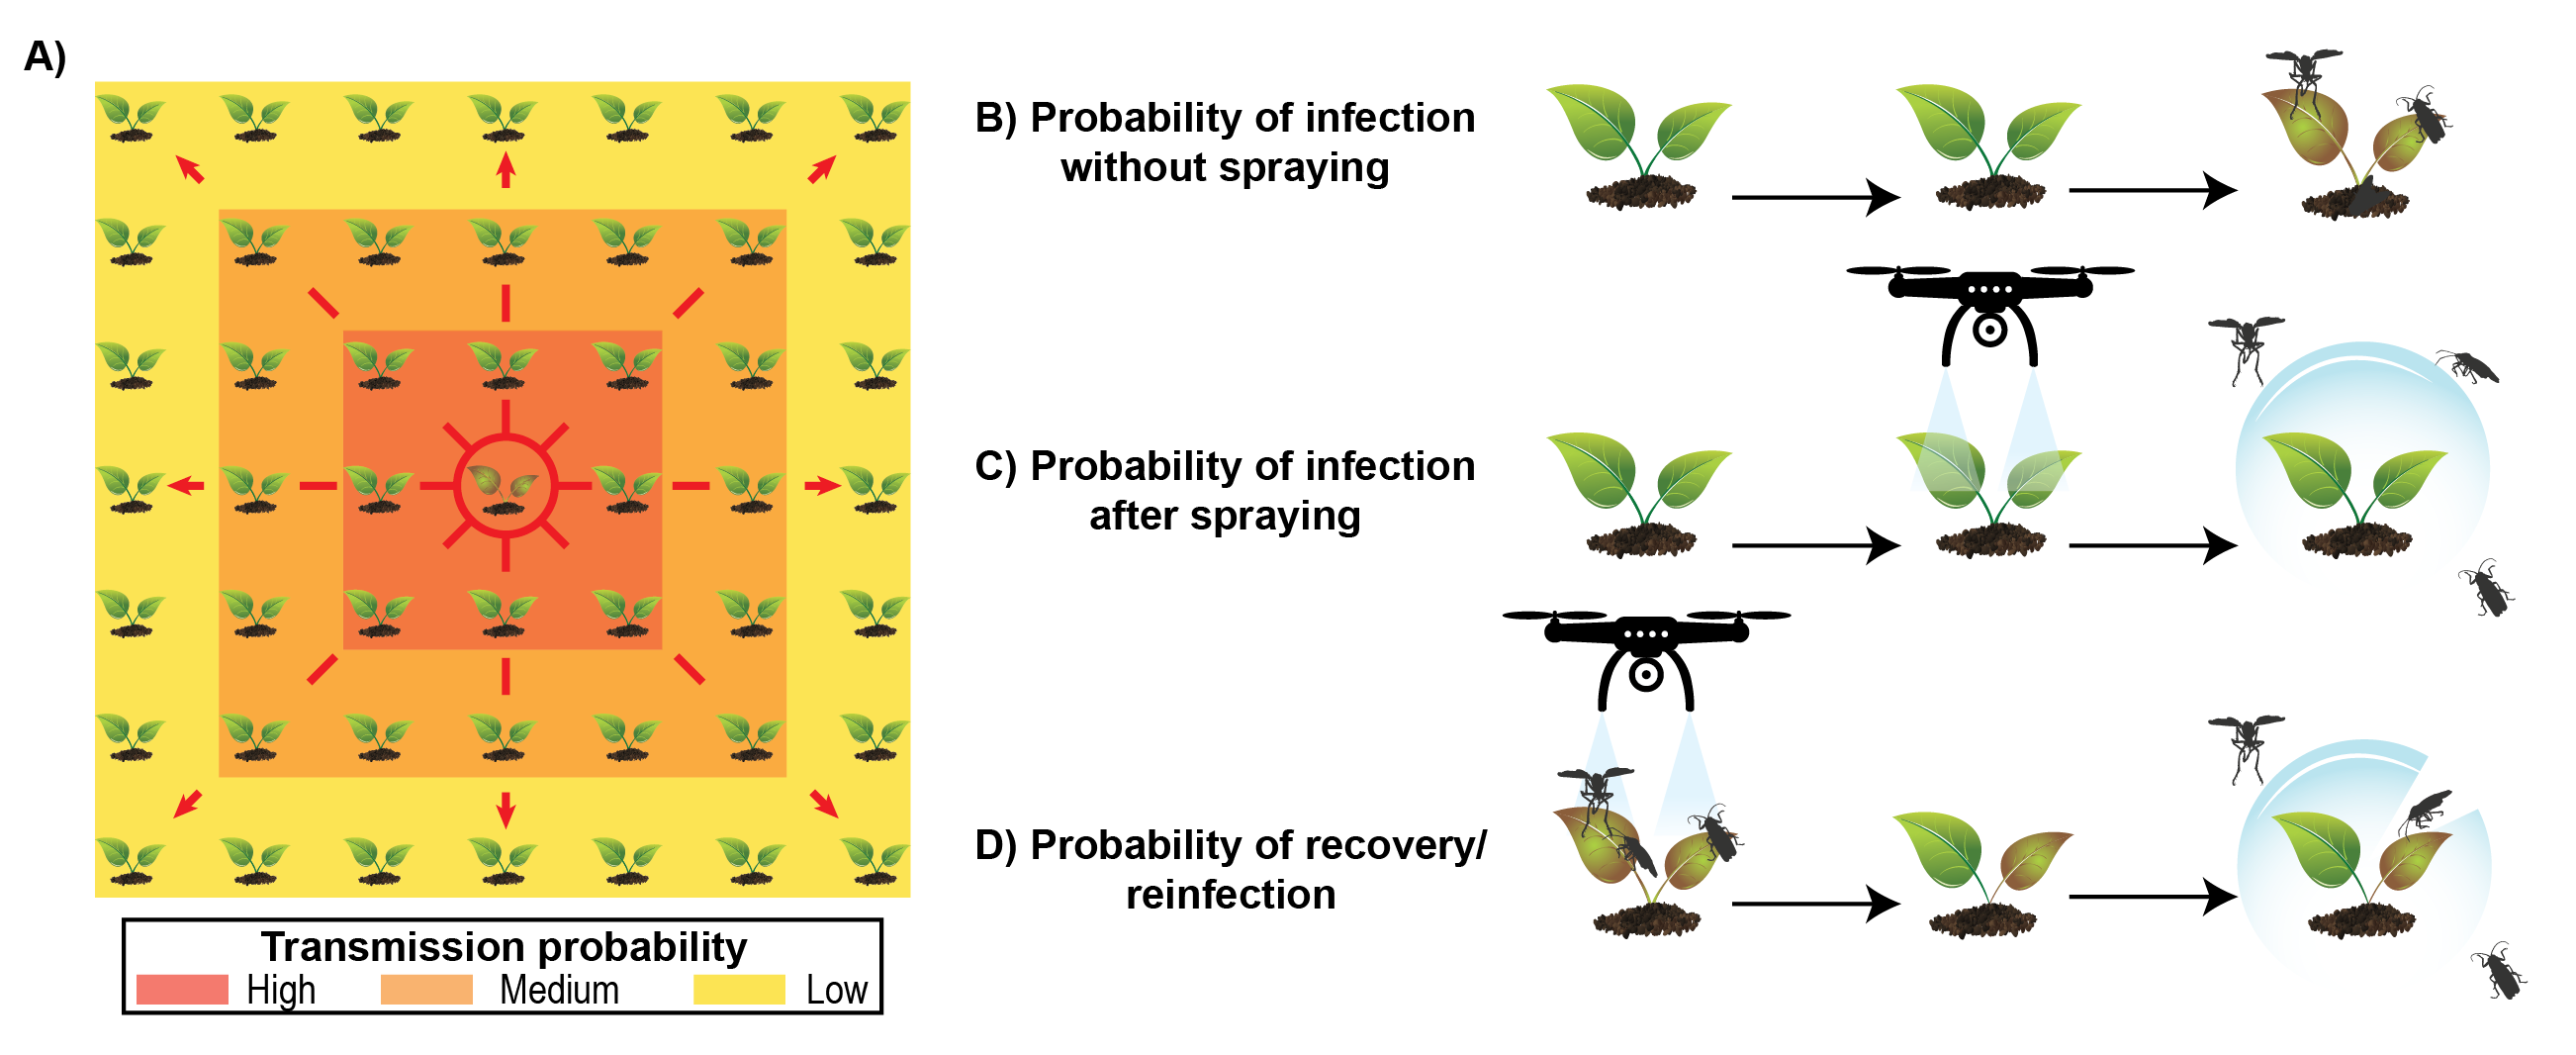 A)
Transmission probability
High Medium Low
B) Probability of infection
without spraying
C) Probability of infection
after spraying
D) Probability of recovery/
reinfection